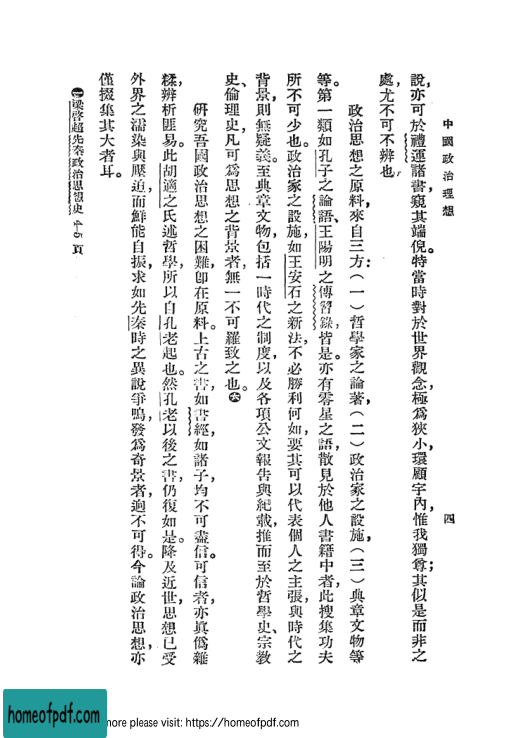 中國政治理想
四
說，亦可於禮運諸書，窺其端倪。特當時對於世界觀念，極爲狹小，環顧宇內，惟我獨尊；其似是而非之
處，尤不可不辨也。
政治思想之原料，來自三方：（一）哲學家之論著，（二）政治家之設施，（三）典章文物等
等。第一類如孔子之論語、王陽明之傳習錄，皆是。亦有零星之語，散見於他人書籍中者，此搜集功夫
所不可少也。政治家之設施，如王安石之新法，不必勝利何如，要其可以代表個人之主張，與時代之
背景，則無疑義。至典章文物，包括一時代之制度，以及各項公文報告與紀載，推而至於哲學史、宗教
史、倫理史，凡可爲思想之背景者，無一不可羅致之也。㊅
研究吾國政治思想之困難，卽在原料。上古之書，如書經，如諸子，均不可盡信。可信者，亦眞僞雜
糅，辨析匪易。此胡適之氏述哲學，所以自孔老起也。然孔老以後之書，仍復如是。降及近世，思想已受
外界之濡染與壓迫，而鮮能自振，求如先秦時之異說爭鳴，發爲奇景者，迥不可得。今論政治思想，亦
僅掇集其大者耳。
㊀梁啓超先秦政治思想史 頁
homeofpdf.com
more please visit: https://homeofpdf.com